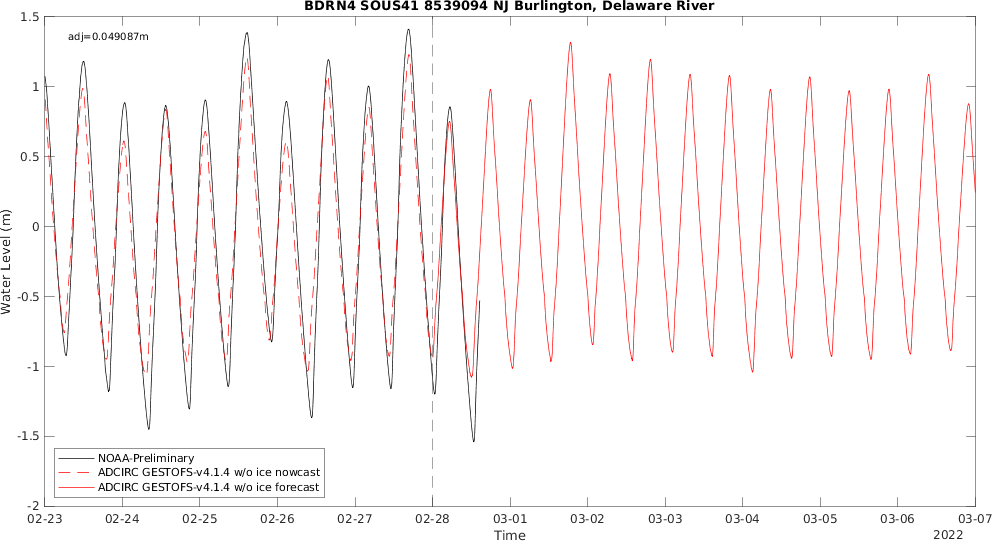 BDRN4 SOUS41 8539094 NJ Burlington, Delaware River
adj=0.049087m
1.5
1
0.5
0
-0.5
-1
-1.5
-2
Water Level (m)
NOAA-Preliminary
ADCIRC GESTOFS-v4.1.4 w/o ice nowcast
ADCIRC GESTOFS-v4.1.4 w/o ice forecast
02-23 02-24 02-25 02-26 02-27 02-28 03-01 03-02 03-03 03-04 03-05 03-06 03-07
Time
2022